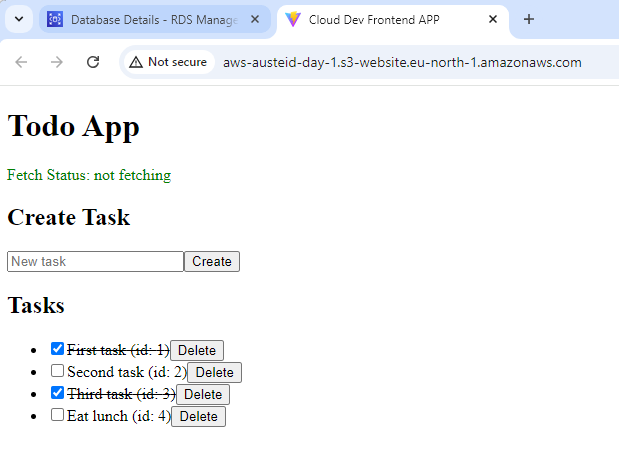 Database Details - RDS Manage
Cloud Dev Frontend APP
Not secure
aws-austeid-day-1.s3-website.eu-north-1.amazonaws.com
Todo App
Fetch Status: not fetching
Create Task
New task Create
Tasks
First task (id: 1) Delete
Second task (id: 2) Delete
Third task (id: 3) Delete
Eat lunch (id: 4) Delete